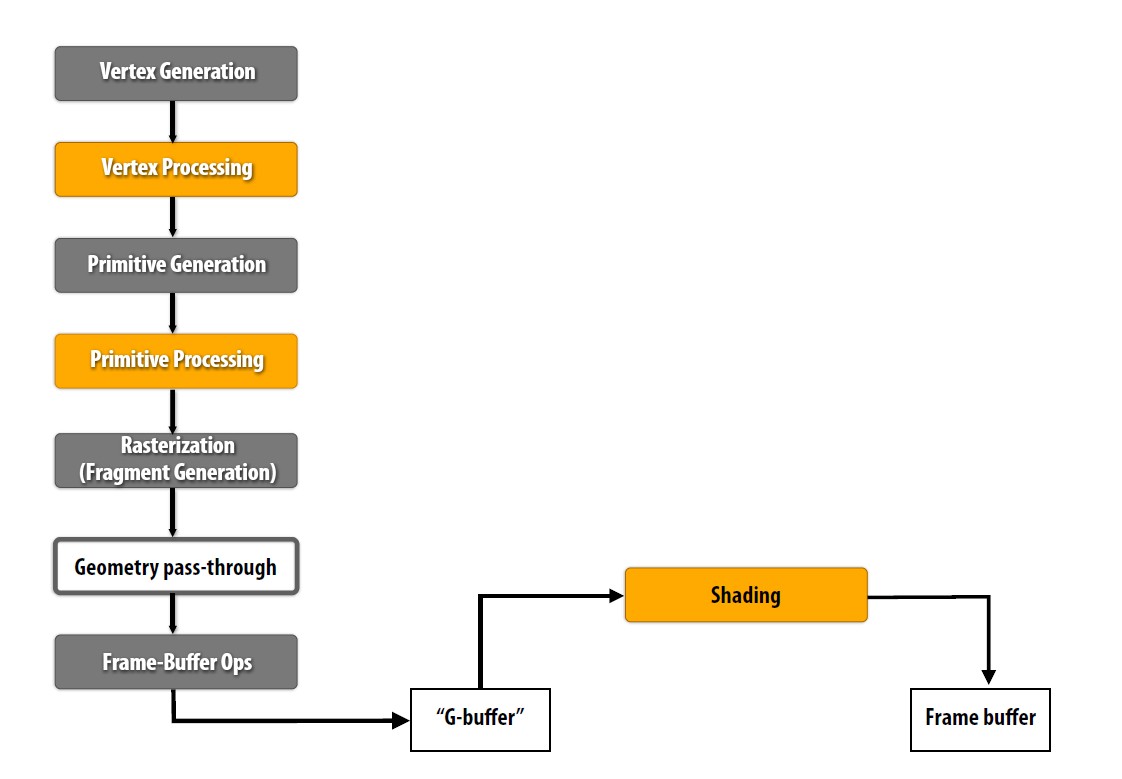 Vertex Generation
Vertex Processing
Primitive Generation
Primitive Processing
Rasterization
(Fragment Generation)
Geometry pass-through
Frame-Buffer Ops
“G-buffer”
Shading
Frame buffer